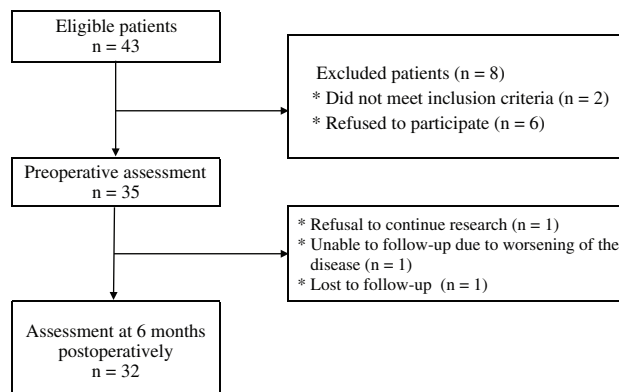 Eligible patients
n = 43
Excluded patients (n = 8)
* Did not meet inclusion criteria (n = 2)
* Refused to participate (n = 6)
Preoperative assessment
n = 35
* Refusal to continue research (n = 1)
* Unable to follow-up due to worsening of the
disease (n = 1)
* Lost to follow-up (n = 1)
Assessment at 6 months
postoperatively
n = 32